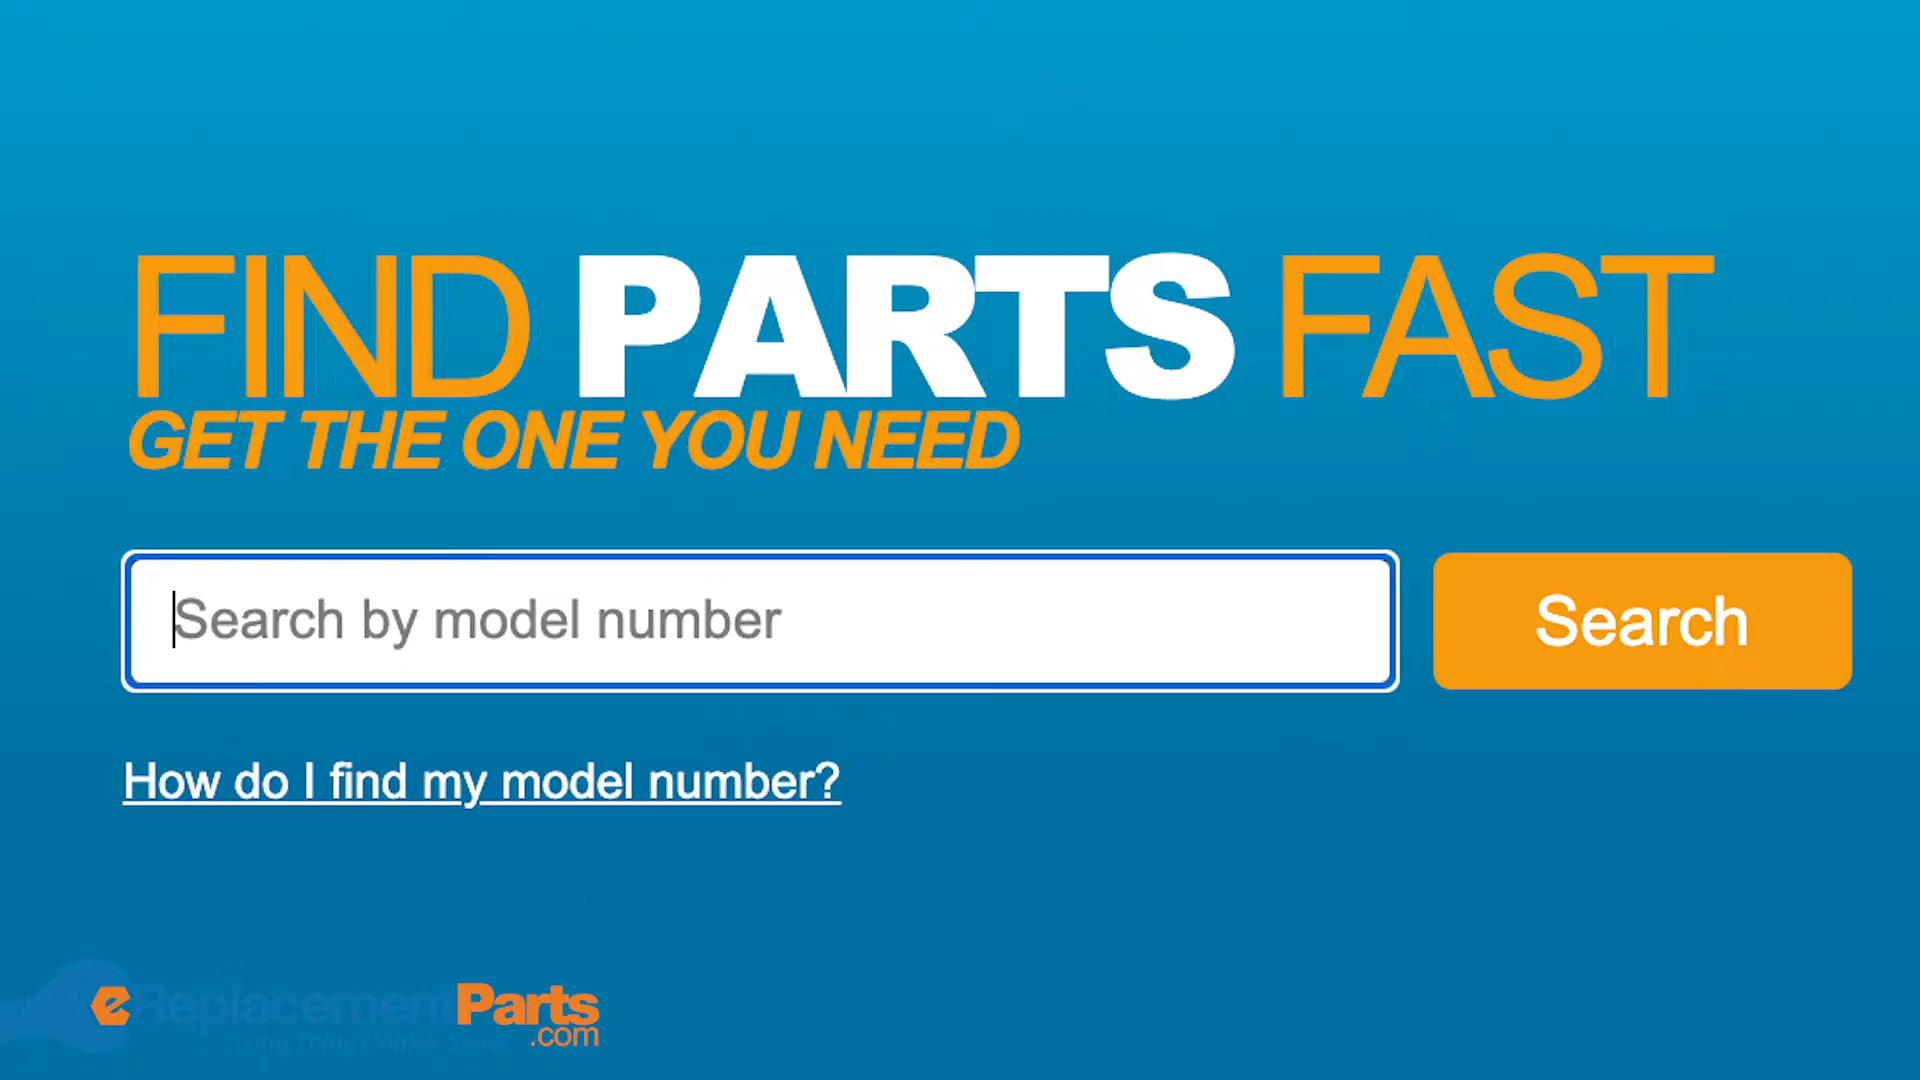 FIND PARTS FAST
GET THE ONE YOU NEED
Search by model number
Search
How do I find my model number?
eReplacementParts
.com